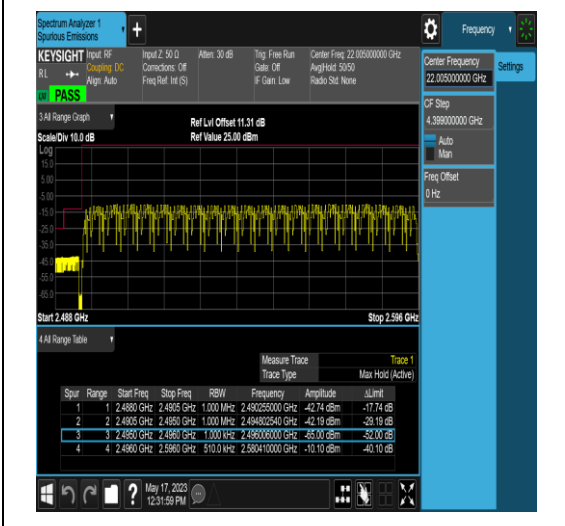 Spectrum Analyzer 1
Spurious Emissions
Frequency
KEYSIGHT
RL
Input: RF
Coupling: DC
Align: Auto
Input Z: 50 Ω
Corrections: Off
Freq Ref: Int (S)
Atten: 30 dB
Trig: Free Run
Gate: Off
IF Gain: Low
Center Freq: 22.005000000 GHz
Avg|Hold: 50/50
Radio Std: None
PASS
Center Frequency
22.005000000 GHz
Settings
CF Step
4.399000000 GHz
Auto
Man
Freq Offset
0 Hz
3 All Range Graph
Ref Lvl Offset 11.31 dB
Scale/Div 10.0 dB
Ref Value 25.00 dBm
Log
15.0
5.00
-5.00
-15.0
-25.0
-35.0
-45.0
-55.0
-65.0
Start 2.488 GHz
Stop 2.596 GHz
4 All Range Table
Measure Trace Trace 1
Trace Type Max Hold (Active)
Spur Range Start Freq Stop Freq RBW Frequency Amplitude ΔLimit
1 1 2.4880 GHz 2.4905 GHz 1.000 MHz 2.490255000 GHz -42.74 dBm -17.74 dB
2 2 2.4905 GHz 2.4950 GHz 1.000 MHz 2.494802540 GHz -42.19 dBm -29.19 dB
3 3 2.4950 GHz 2.4960 GHz 1.000 kHz 2.496006000 GHz -65.00 dBm -52.00 dB
4 4 2.4960 GHz 2.5960 GHz 510.0 kHz 2.580410000 GHz -10.10 dBm -40.10 dB
?
May 17, 2023
12:31:59 PM